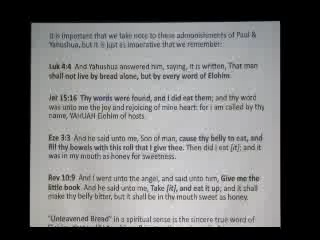 It is important that we take note to these admonishments of Paul &
Yahushua, but it is just as imperative that we remember:
Luk 4:4 And Yahushua answered him, saying, It is written, That man
shall not live by bread alone, but by every word of Elohim.
Jer 15:16 Thy words were found, and I did eat them; and thy word
was unto me the joy and rejoicing of mine heart: for I am called by thy
name, YAHUAH Elohim of hosts.
Eze 3:3 And he said unto me, Son of man, cause thy belly to eat, and
fill thy bowels with this roll that I give thee. Then did I eat [it]; and it
was in my mouth as honey for sweetness.
Rev 10:9 And I went unto the angel, and said unto him, Give me the
little book. And he said unto me, Take [it], and eat it up; and it shall
make thy belly bitter, but it shall be in thy mouth sweet as honey.
"Unteavened Bread" in a spiritual sense is the sincere true word of